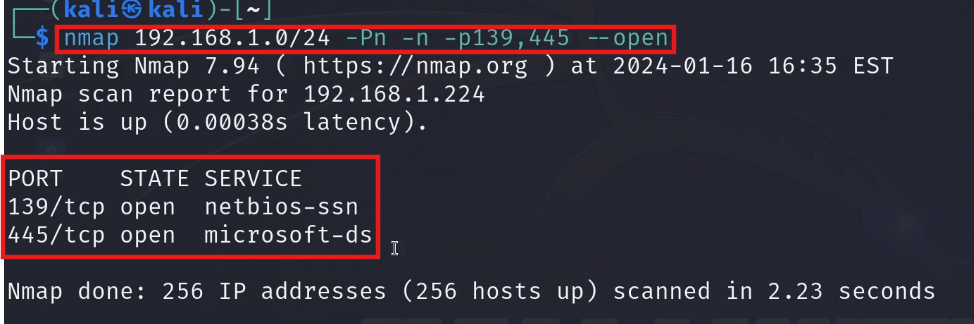 ┌──(kali㉿kali)-[~]
└─$ nmap 192.168.1.0/24 -Pn -n -p139,445 --open
Starting Nmap 7.94 ( https://nmap.org ) at 2024-01-16 16:35 EST
Nmap scan report for 192.168.1.224
Host is up (0.00038s latency).
PORT    STATE SERVICE
139/tcp open  netbios-ssn
445/tcp open  microsoft-ds
Nmap done: 256 IP addresses (256 hosts up) scanned in 2.23 seconds